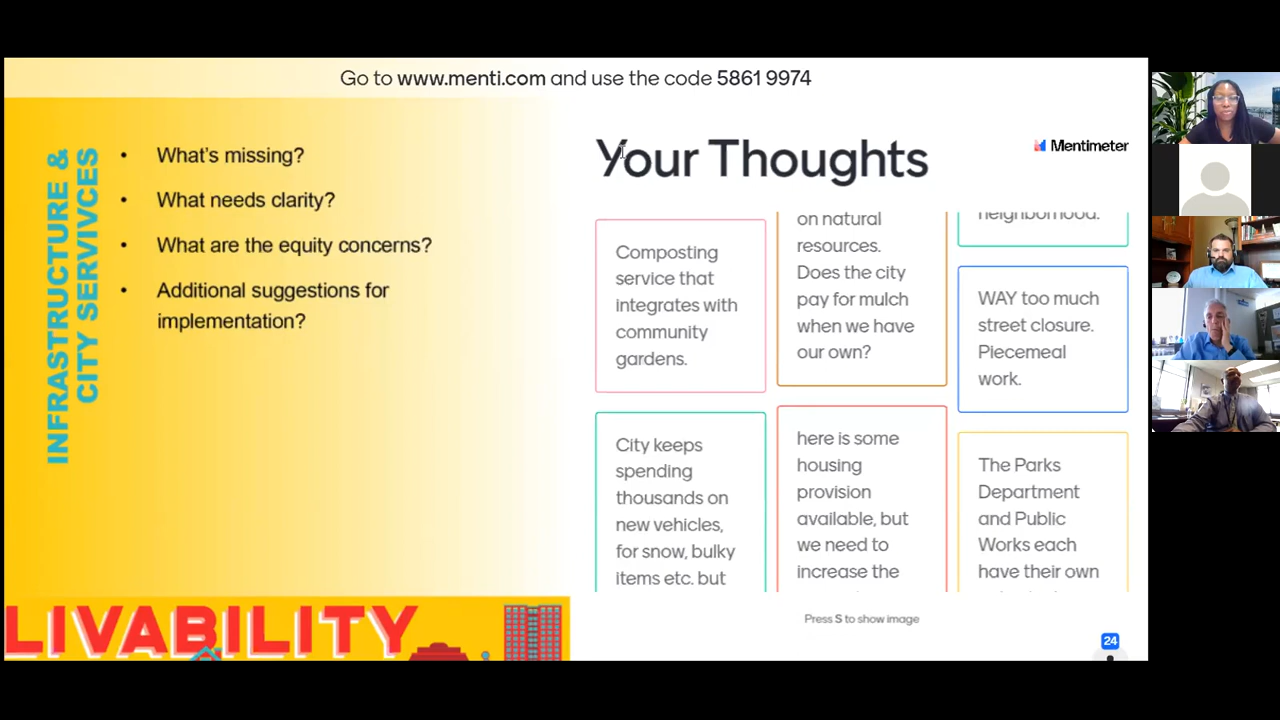 Go to www.menti.com and use the code 5861 9974
INFRASTRUCTURE &
CITY SERIVCES
• What's missing?
• What needs clarity?
• What are the equity concerns?
• Additional suggestions for
implementation?
LIVABILITY
Your Thoughts
Mentimeter
Composting
service that
integrates with
community
gardens.
City keeps
spending
thousands on
new vehicles,
for snow, bulky
items etc. but
on natural
resources.
Does the city
pay for mulch
when we have
our own?
here is some
housing
provision
available, but
we need to
increase the
neighborhood.
WAY too much
street closure.
Piecemeal
work.
The Parks
Department
and Public
Works each
have their own
Press S to show image
24